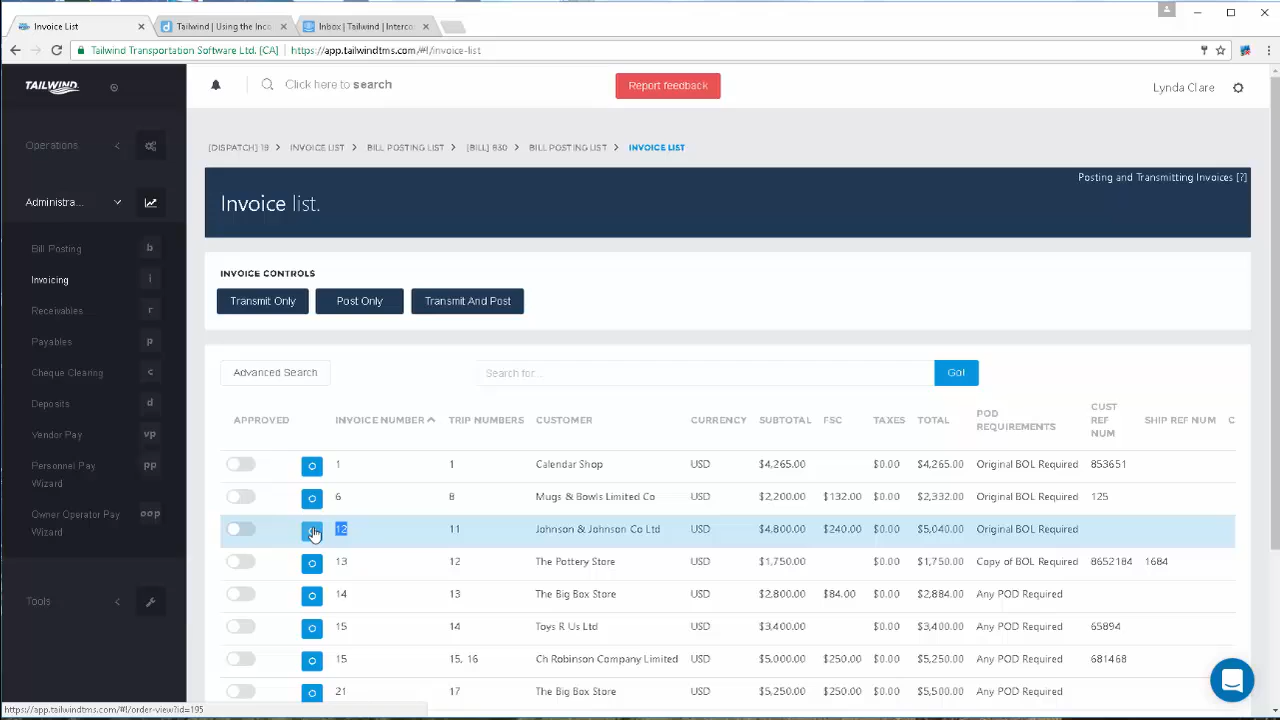 Invoice List
Tailwind | Using the Inco
Inbox | Tailwind | Interco
Tailwind Transportation Software Ltd. [CA] https://app.tailwindtms.com/#!/invoice-list
TAILWIND
Click here to search
Report feedback
Lynda Clare
Operations
Administra...
Bill Posting b
Invoicing i
Receivables r
Payables p
Cheque Clearing c
Deposits d
Vendor Pay vp
Personnel Pay Wizard pp
Owner Operator Pay Wizard oop
Tools
[DISPATCH] 19 > INVOICE LIST > BILL POSTING LIST > [BILL] 630 > BILL POSTING LIST > INVOICE LIST
Posting and Transmitting Invoices [?]
Invoice list.
INVOICE CONTROLS
Transmit Only Post Only Transmit And Post
Advanced Search Search for... Go!
APPROVED INVOICE NUMBER TRIP NUMBERS CUSTOMER CURRENCY SUBTOTAL FSC TAXES TOTAL POD REQUIREMENTS CUST REF NUM SHIP REF NUM C
1 1 Calendar Shop USD $4,265.00 $0.00 $4,265.00 Original BOL Required 853651
6 8 Mugs & Bowls Limited Co USD $2,200.00 $132.00 $0.00 $2,332.00 Original BOL Required 125
12 11 Johnson & Johnson Co Ltd USD $4,800.00 $240.00 $0.00 $5,040.00 Original BOL Required
13 12 The Pottery Store USD $1,750.00 $0.00 $1,750.00 Copy of BOL Required 8652184 1684
14 13 The Big Box Store USD $2,800.00 $84.00 $0.00 $2,884.00 Any POD Required
15 14 Toys R Us Ltd USD $3,400.00 $0.00 $3,400.00 Any POD Required 65894
15 15, 16 Ch Robinson Company Limited USD $5,000.00 $250.00 $0.00 $5,250.00 Any POD Required 681468
21 17 The Big Box Store USD $5,250.00 $250.00 $0.00 $5,500.00 Any POD Required
https://app.tailwindtms.com/#!/order-view?id=195